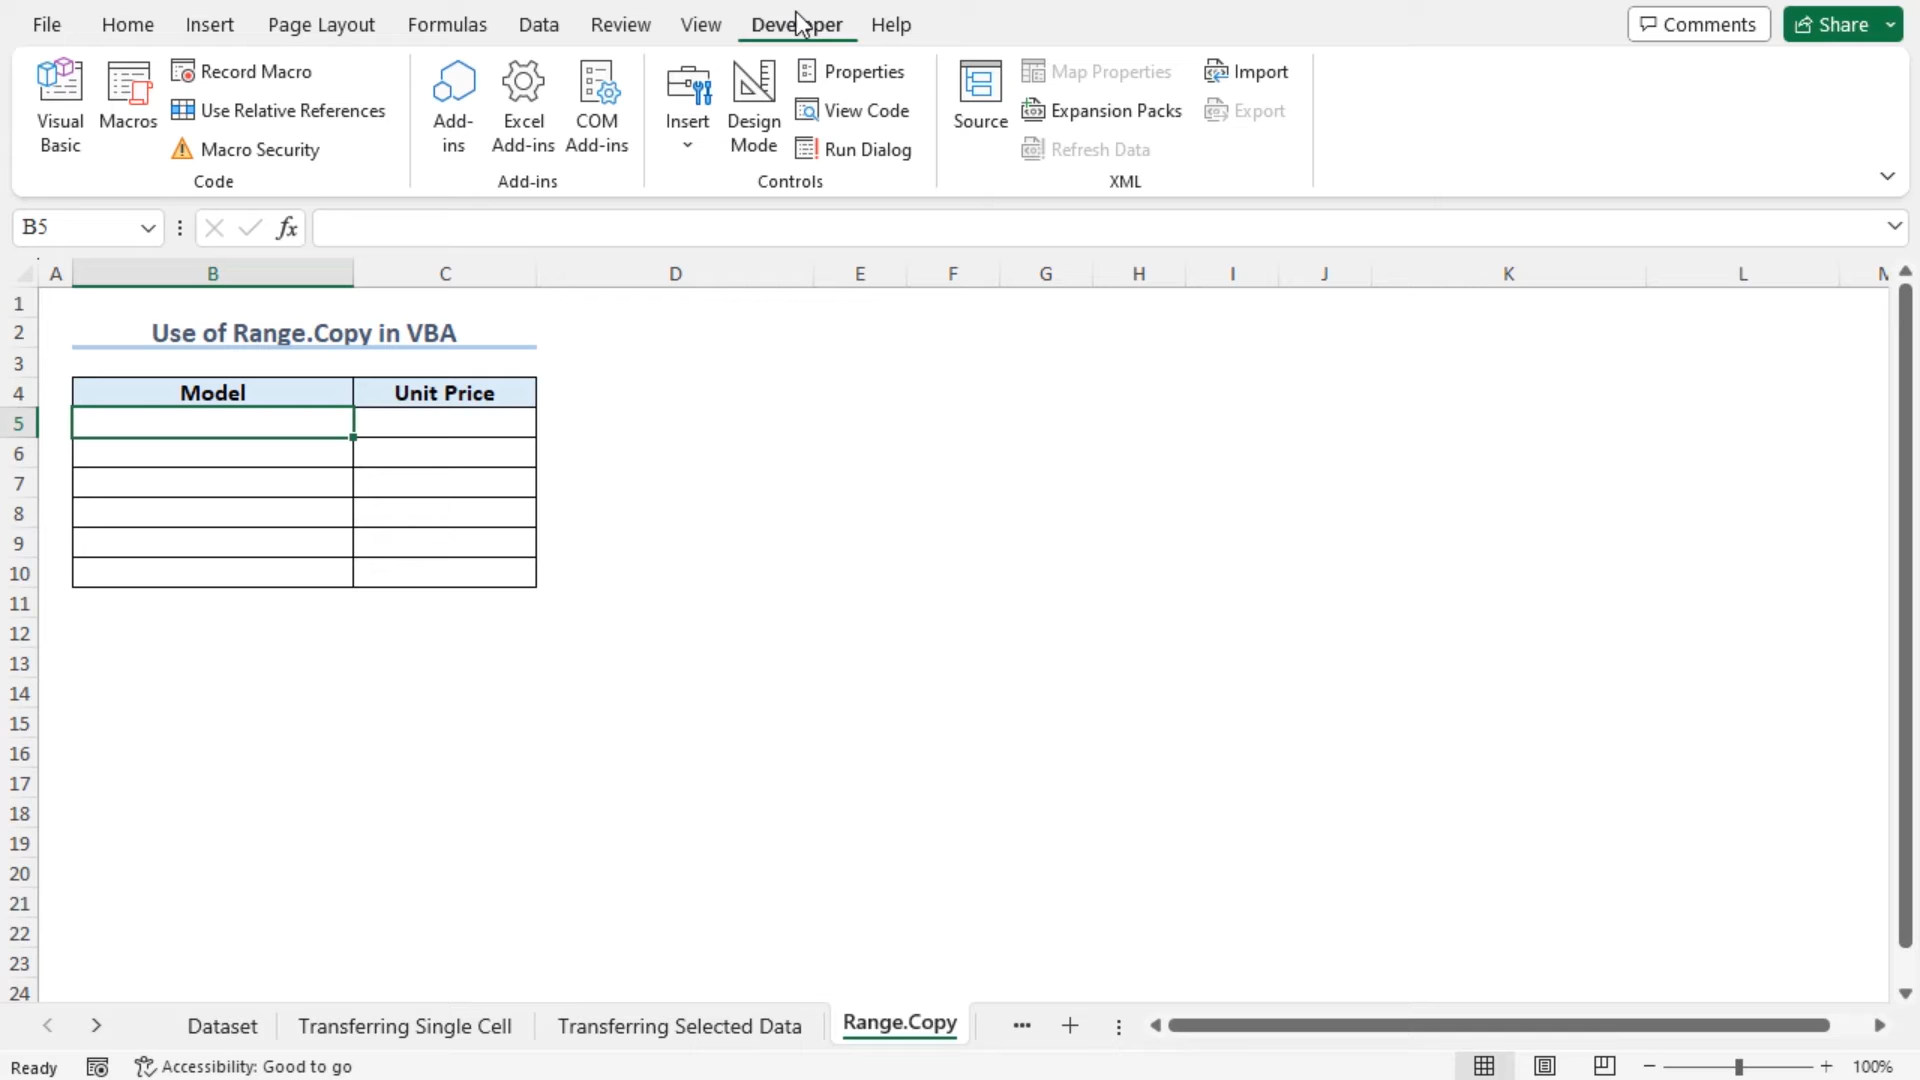 File Home Insert Page Layout Formulas Data Review View Developer Help Comments Share
Visual Basic
Macros
Record Macro
Use Relative References
Macro Security
Code
Add-ins
Excel Add-ins
COM Add-ins
Add-ins
Insert
Design Mode
Properties
View Code
Run Dialog
Controls
Source
Map Properties
Expansion Packs
Refresh Data
Import
Export
XML
B5 fx
A B C D E F G H I J K L
1
2 Use of Range.Copy in VBA
3
4 Model Unit Price
5
6
7
8
9
10
11
12
13
14
15
16
17
18
19
20
21
22
23
24
Dataset Transferring Single Cell Transferring Selected Data Range.Copy
Ready Accessibility: Good to go 100%